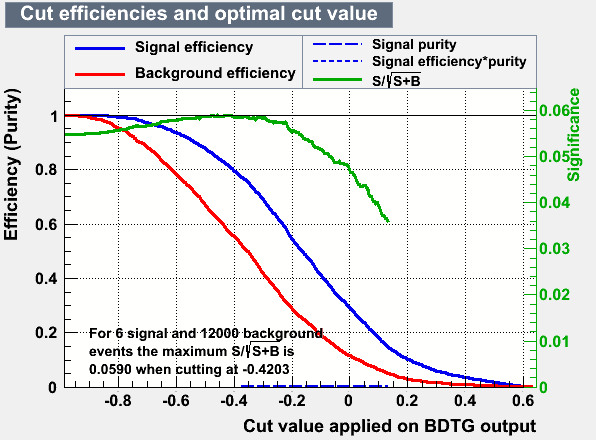 Cut efficiencies and optimal cut value
Signal efficiency
Background efficiency
Signal purity
Signal efficiency*purity
S/√S+B
Efficiency (Purity)
1
0.8
0.6
0.4
0.2
0
0.06
0.05
0.04
0.03
0.02
0.01
0
Significance
For 6 signal and 12000 background
events the maximum S/√S+B is
0.0590 when cutting at -0.4203
-0.8 -0.6 -0.4 -0.2 0 0.2 0.4 0.6
Cut value applied on BDTG output